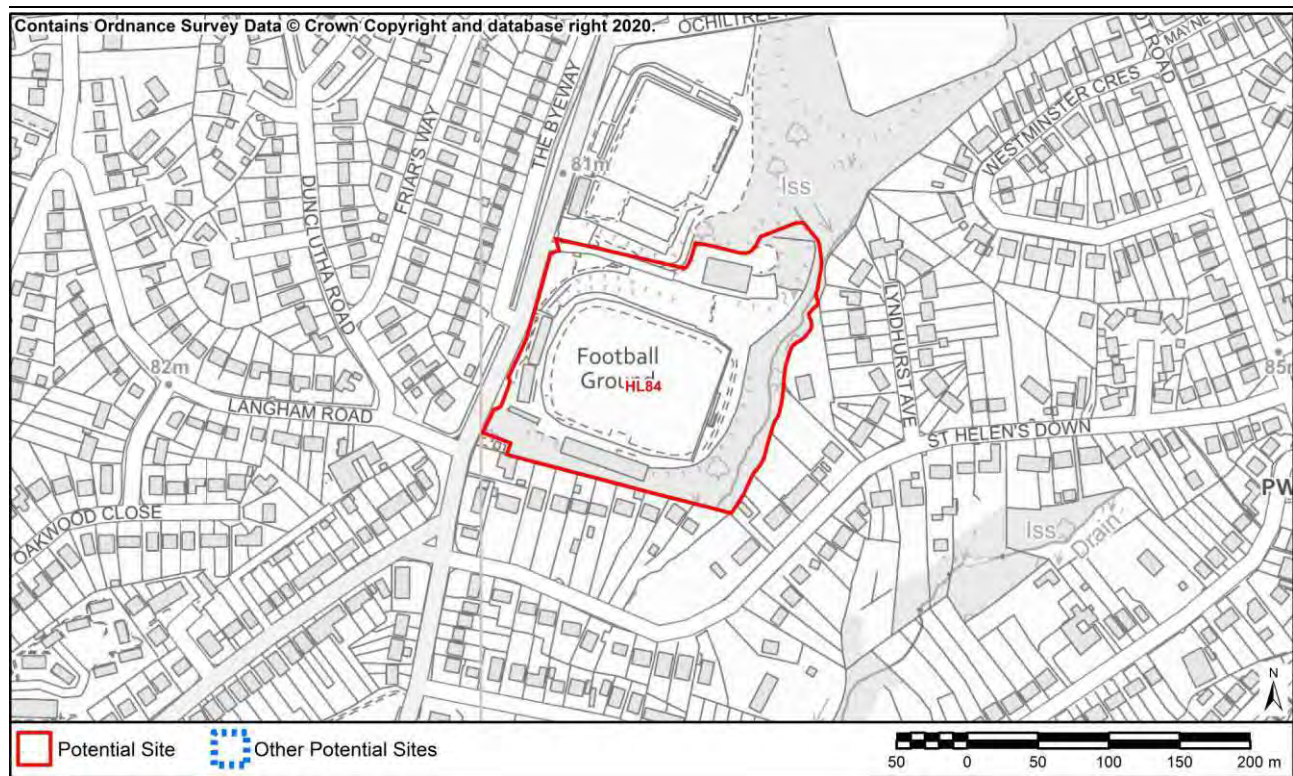 Contains Ordnance Survey Data © Crown Copyright and database right 2020.
OCHILTREE
MAYNE
ROAD
WESTMINSTER CRES
THE BYEWAY
81m
FRIAR'S WAY
DUNCLUTHA ROAD
Iss
LYNDHURST AVE
Football
Ground
HL84
82m
LANGHAM ROAD
85m
ST HELEN'S DOWN
PW
OAKWOOD CLOSE
Iss
Drain
N
Potential Site
Other Potential Sites
50 0 50 100 150 200 m